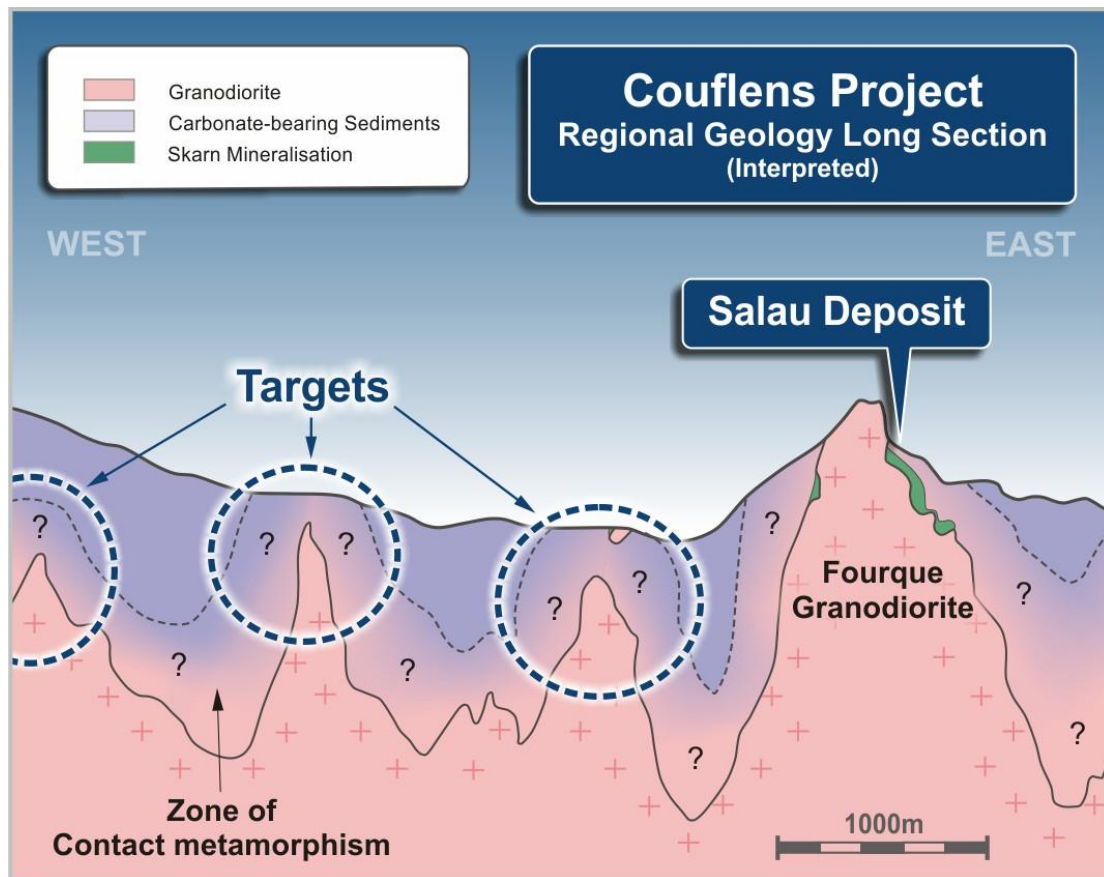 Granodiorite
Carbonate-bearing Sediments
Skarn Mineralisation
Couflens Project
Regional Geology Long Section
(Interpreted)
WEST
EAST
Salau Deposit
Targets
?
?
?
?
?
?
?
Fourque
Granodiorite
?
?
?
?
Zone of
Contact metamorphism
1000m